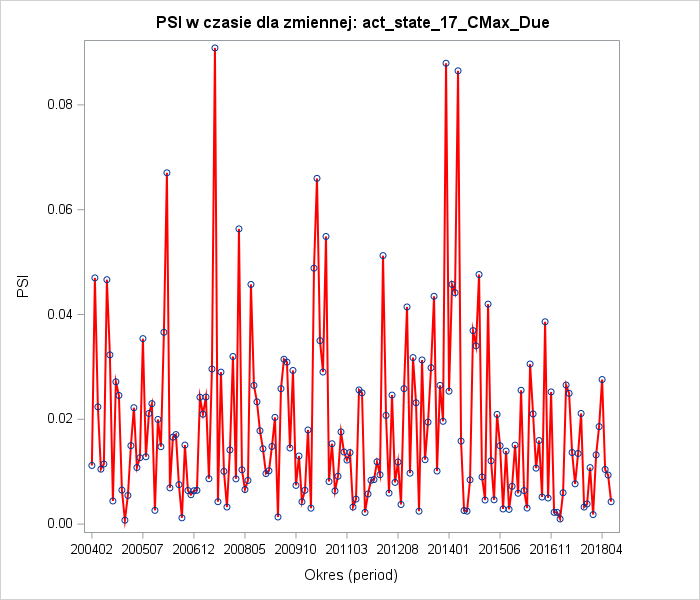 PSI w czasie dla zmiennej: act_state_17_CMax_Due
PSI
0.08
0.06
0.04
0.02
0.00
200402 200507 200612 200805 200910 201103 201208 201401 201506 201611 201804
Okres (period)